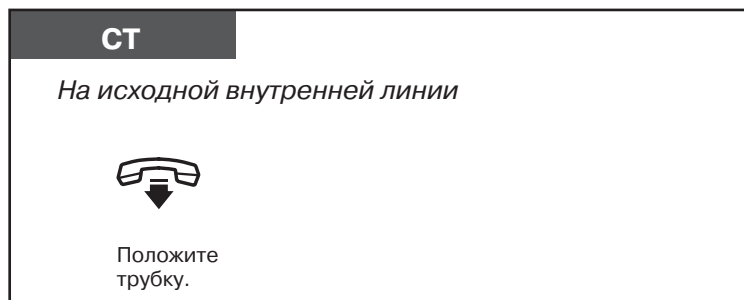 СТ
На исходной внутренней линии
Положите
трубку.